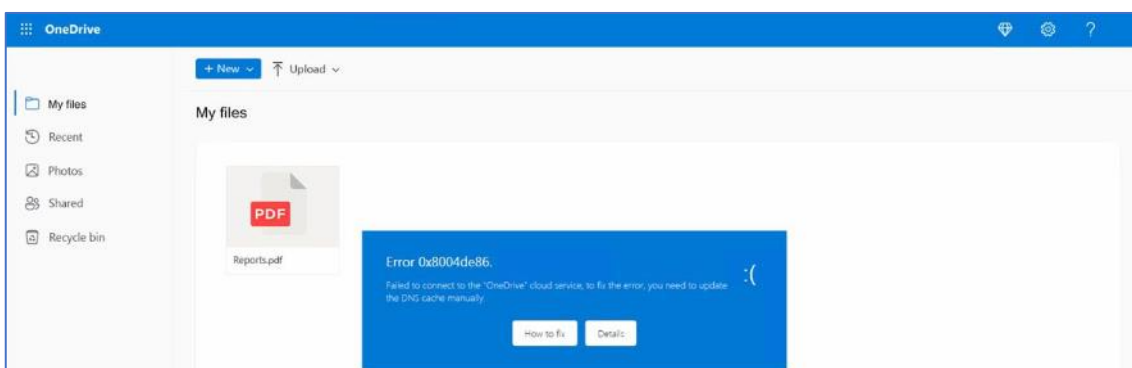 OneDrive
?
+ New
Upload
My files
My files
Recent
Photos
Shared
Recycle bin
PDF
Reports.pdf
Error 0x8004de86.
:(
Failed to connect to the "OneDrive" cloud service, to fix the error, you need to update
the DNS cache manually
How to fix
Details